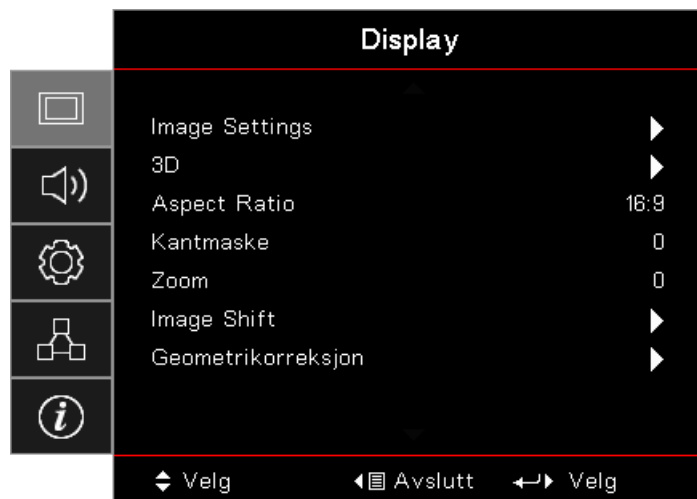 Display
Image Settings
3D
Aspect Ratio 16:9
Kantmaske 0
Zoom 0
Image Shift
Geometrikorreksjon
Velg Avslutt Velg